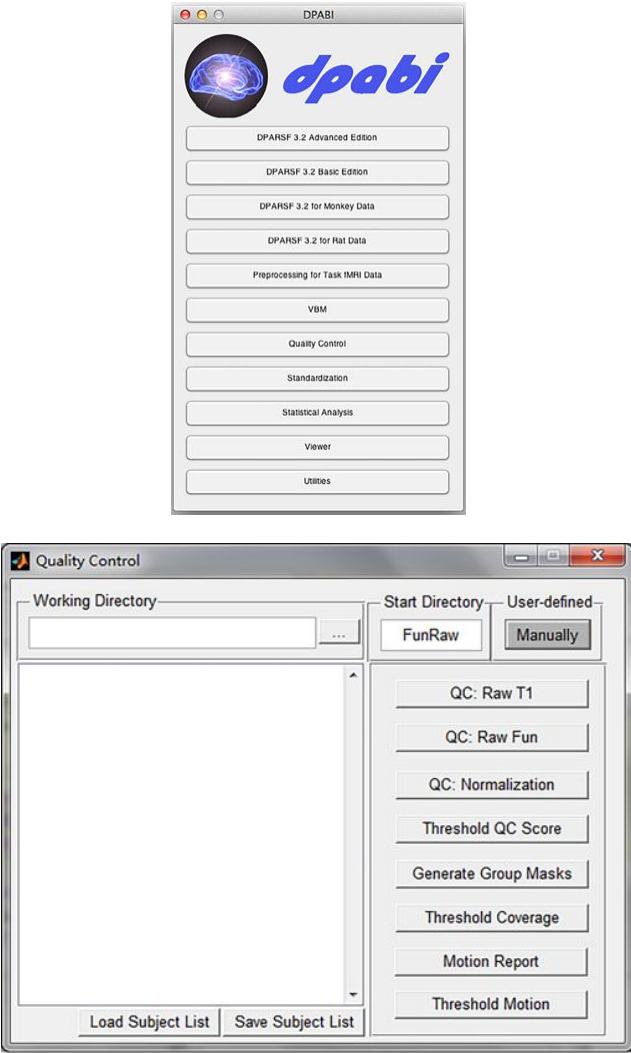 DPABI
dpabi
DPARSF 3.2 Advanced Edition
DPARSF 3.2 Basic Edition
DPARSF 3.2 for Monkey Data
DPARSF 3.2 for Rat Data
Preprocessing for Task fMRI Data
VBM
Quality Control
Standardization
Statistical Analysis
Viewer
Utilities
Quality Control
Working Directory
Start Directory
User-defined
...
FunRaw
Manually
QC: Raw T1
QC: Raw Fun
QC: Normalization
Threshold QC Score
Generate Group Masks
Threshold Coverage
Motion Report
Threshold Motion
Load Subject List
Save Subject List